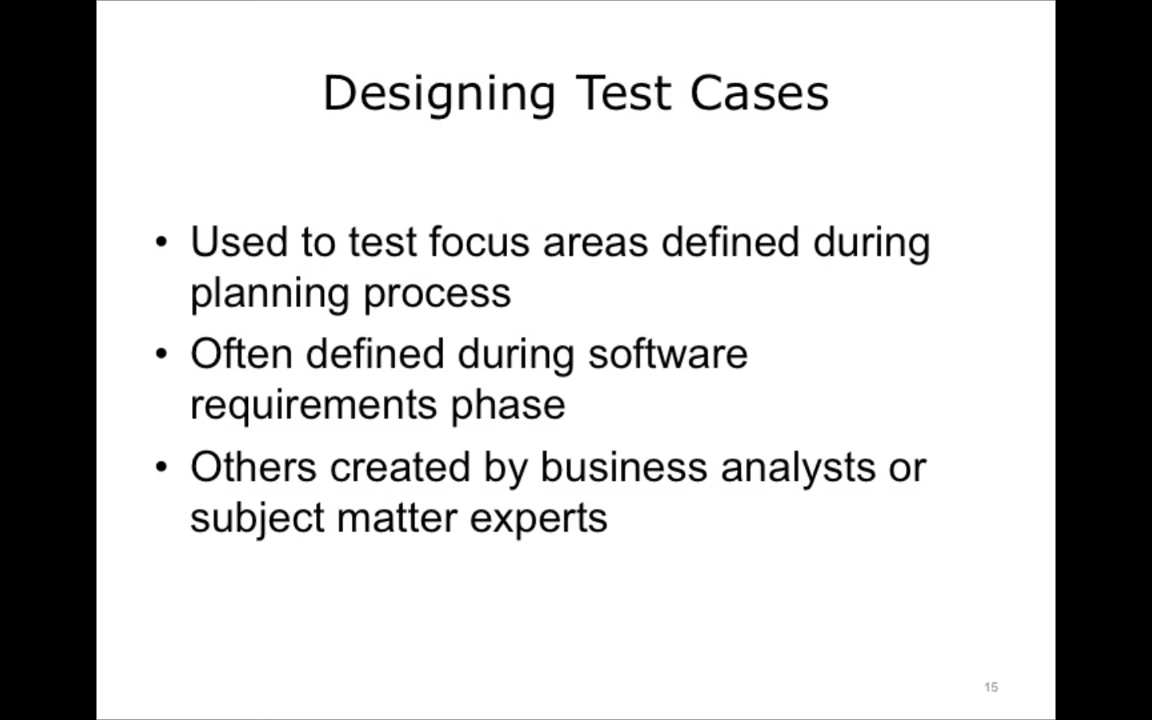 Designing Test Cases
• Used to test focus areas defined during
planning process
• Often defined during software
requirements phase
• Others created by business analysts or
subject matter experts
15